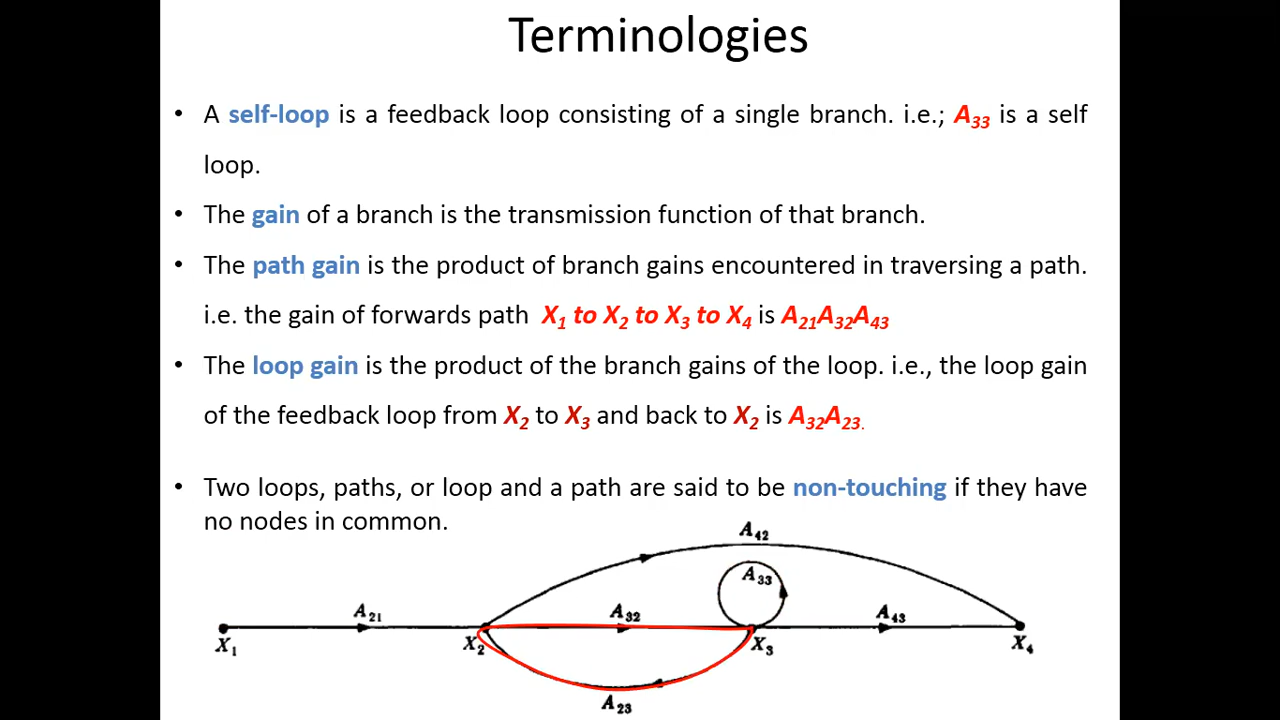 Terminologies
• A self-loop is a feedback loop consisting of a single branch. i.e.; A33 is a self
loop.
• The gain of a branch is the transmission function of that branch.
• The path gain is the product of branch gains encountered in traversing a path.
i.e. the gain of forwards path X1 to X2 to X3 to X4 is A21A32A43
• The loop gain is the product of the branch gains of the loop. i.e., the loop gain
of the feedback loop from X2 to X3 and back to X2 is A32A23.
• Two loops, paths, or loop and a path are said to be non-touching if they have
no nodes in common.
A42
A33
A21
A32
A43
X1
X2
X3
X4
A23